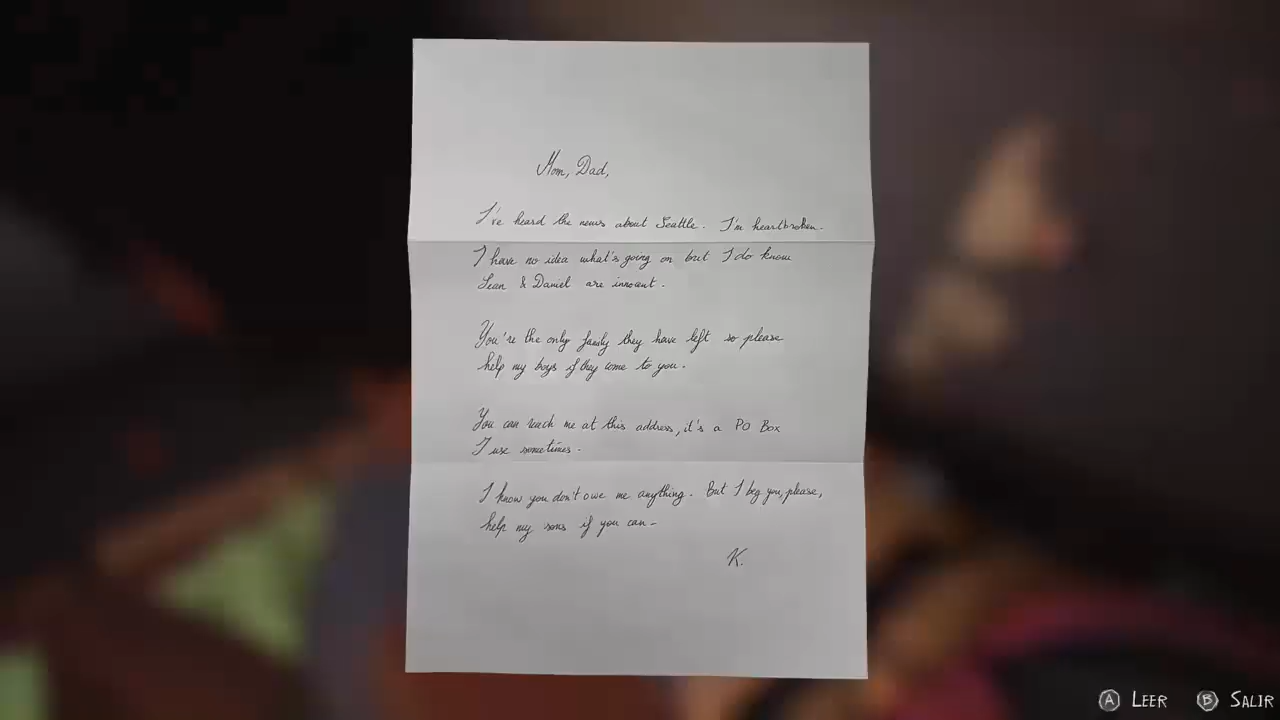 Mom, Dad,
I've heard the news about Seattle. I'm heartbroken.
I have no idea what's going on but I do know
Sean & Daniel are innocent.
You're the only family they have left so please
help my boys if they come to you.
You can reach me at this address, it's a PO Box
I use sometimes.
I know you don't owe me anything. But I beg you, please,
help my sons if you can-
K.
A LEER B SALIR